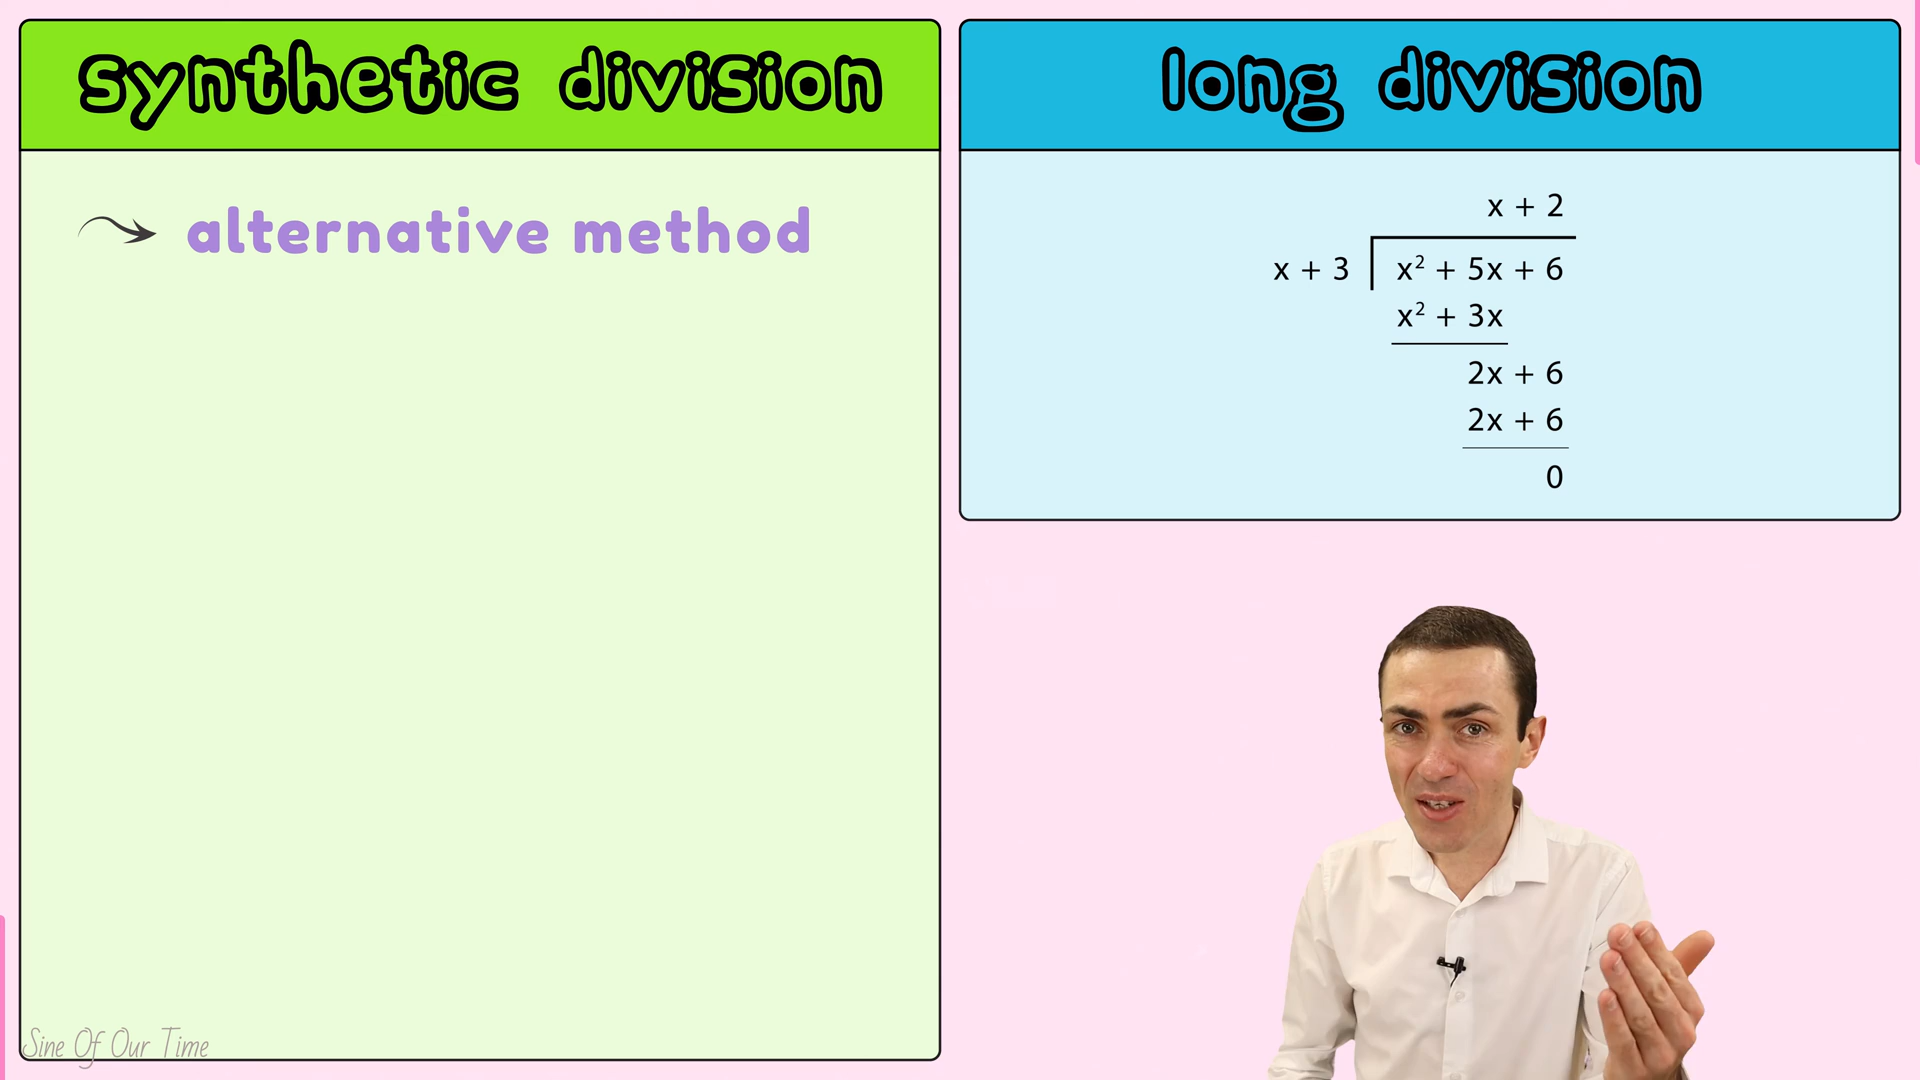 synthetic division
alternative method
long division
x + 2
x + 3 x² + 5x + 6
x² + 3x
2x + 6
2x + 6
0
Sine Of Our Time